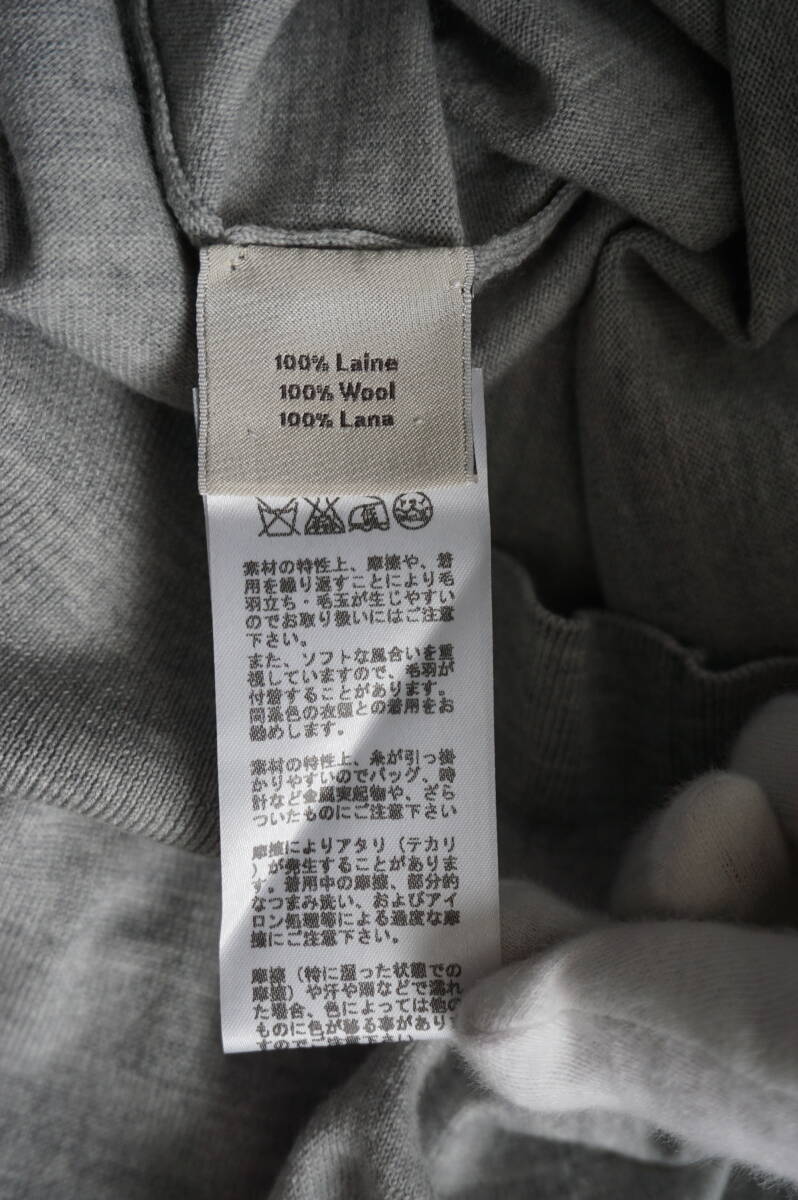 100% Laine
100% Wool
100% Lana
素材の特性上、摩擦や、着
用を繰り返すことにより毛
羽立ち・毛玉が生じやすい
のでお取り扱いにはご注意
下さい。
また、ソフトな風合いを重
視していますので、毛羽が
付着することがあります。
同系色の衣類との着用をお
勧めします。
素材の特性上、糸が引っ掛
かりやすいのでバッグ、時
計など金属突起物や、ざら
ついたものにご注意下さい
摩擦によりアタリ（テカリ
）が発生することがありま
す。着用中の摩擦、部分的
なつまみ洗い、およびアイ
ロン処理等による過度な摩
擦にご注意下さい。
摩擦（特に湿った状態での
摩擦）や汗や雨などで濡れ
た場合、色によっては他の
ものに色が移る事があります
すのでご注意下さい。